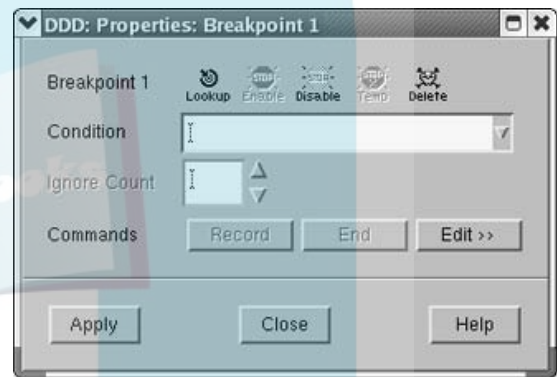 DDD: Properties: Breakpoint 1
Breakpoint 1
Lookup Enable Disable Temp Delete
Condition
Ignore Count
Commands Record End Edit >>
Apply Close Help